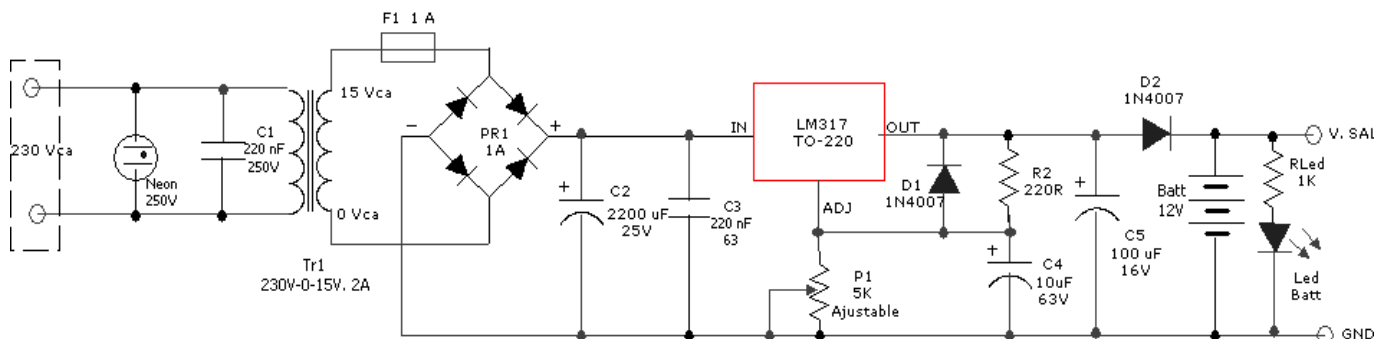 F1 1 A
230 Vca
Neon
250V
C1
220 nF
250V
15 Vca
0 Vca
Tr1
230V-0-15V. 2A
PR1
1A
-
+
+
C2
2200 uF
25V
C3
220 nF
63
IN
LM317
TO-220
OUT
ADJ
D1
1N4007
R2
220R
P1
5K
Ajustable
+
C4
10uF
63V
+
C5
100 uF
16V
D2
1N4007
Batt
12V
RLed
1K
Led
Batt
V. SAL
GND